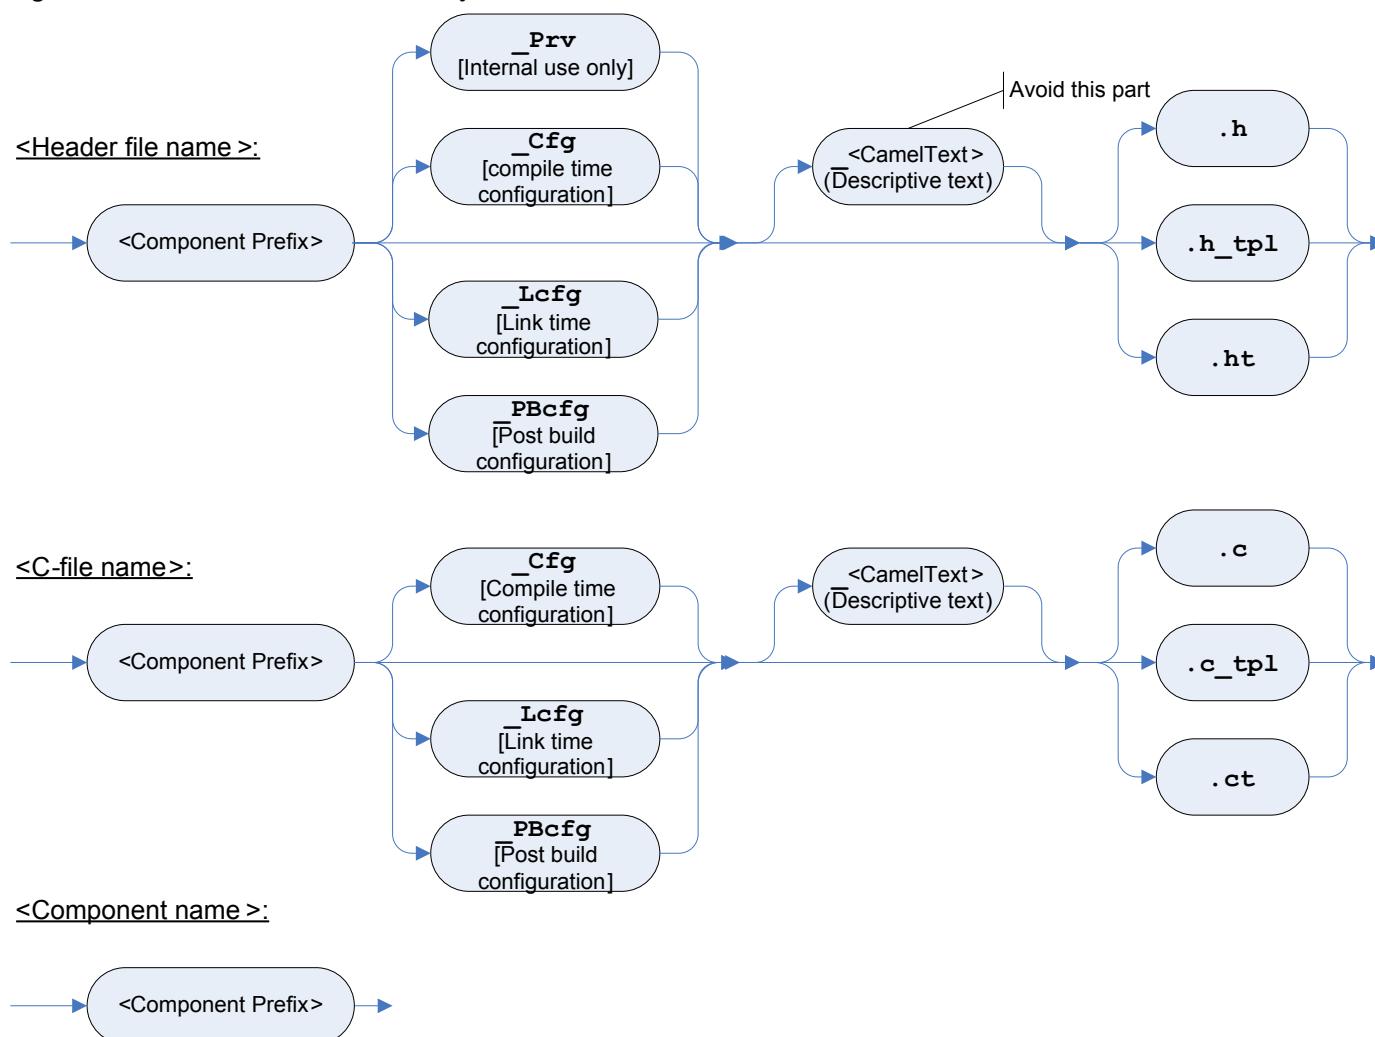 _Prv
[Internal use only]
Avoid this part
<Header file name >:
_Cfg
[compile time
configuration]
_<CamelText>
(Descriptive text)
.h
<Component Prefix>
.h_tpl
_Lcfg
[Link time
configuration]
.ht
_PBcfg
[Post build
configuration]
<C-file name>:
_Cfg
[Compile time
configuration]
_<CamelText>
(Descriptive text)
.c
<Component Prefix>
.c_tpl
_Lcfg
[Link time
configuration]
.ct
_PBcfg
[Post build
configuration]
<Component name >:
<Component Prefix>